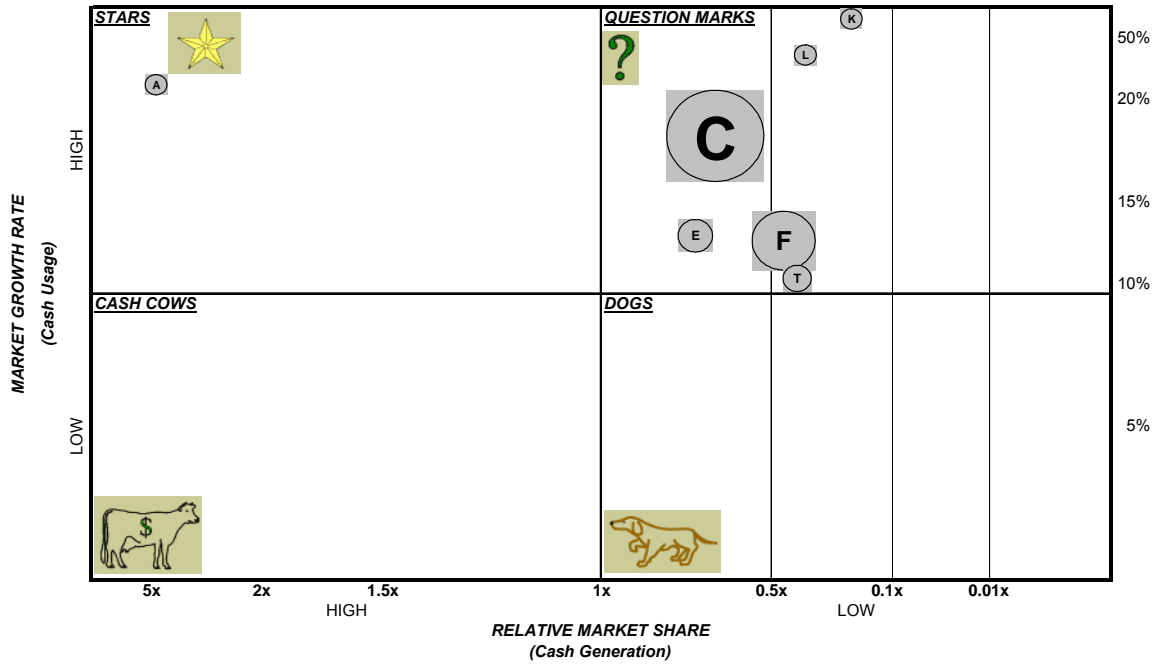 STARS
QUESTION MARKS
K
50%
?
L
A
20%
C
HIGH
15%
E
F
T
10%
MARKET GROWTH RATE
(Cash Usage)
CASH COWS
DOGS
LOW
5%
$
5x 2x 1.5x 1x 0.5x 0.1x 0.01x
HIGH LOW
RELATIVE MARKET SHARE
(Cash Generation)